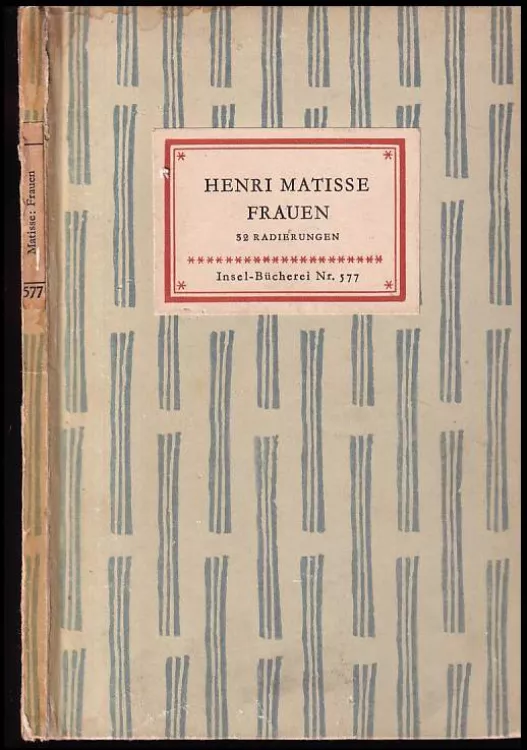 HENRI MATISSE
FRAUEN
32 RADIERUNGEN
Insel-Bücherei Nr. 577
Matisse: Frauen
577